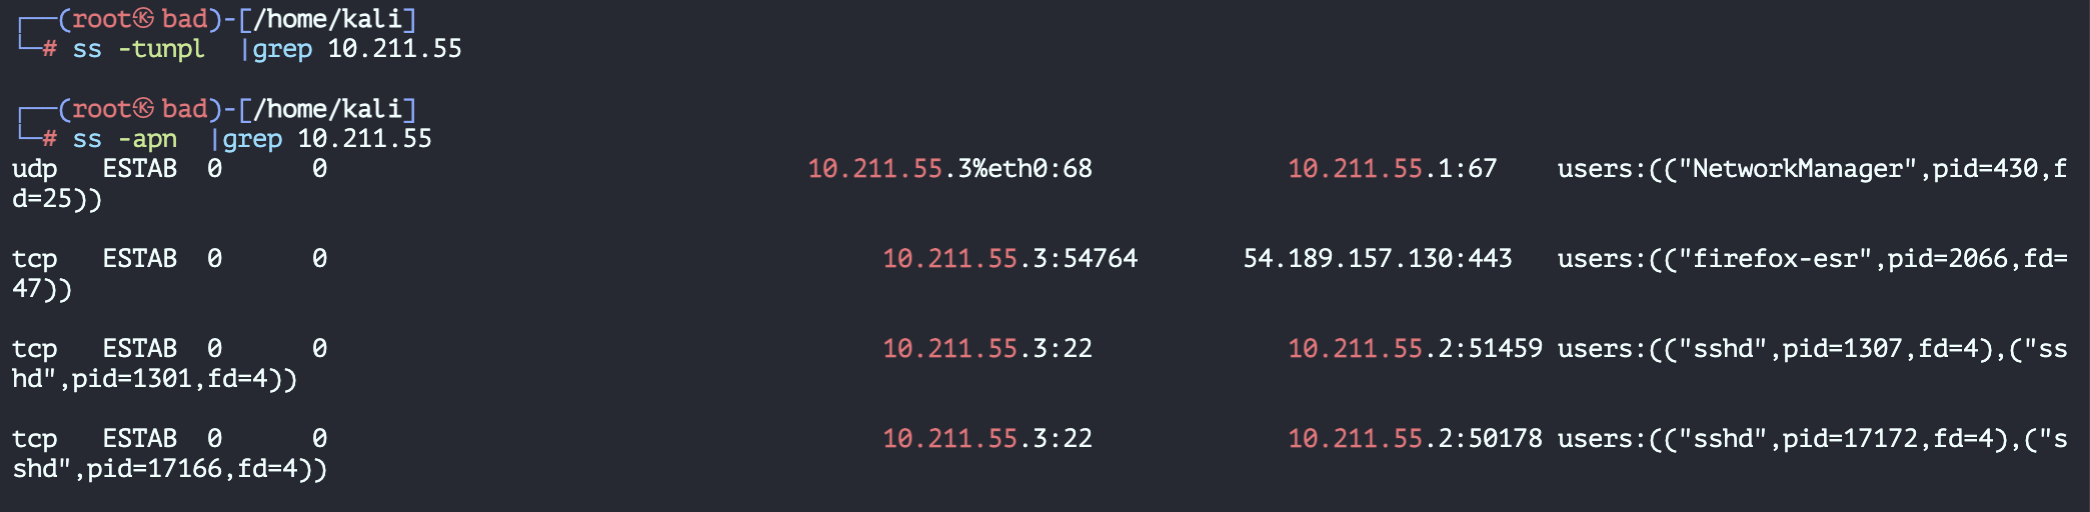 ┌──(root㉿bad)-[/home/kali]
└─# ss -tunpl  |grep 10.211.55
┌──(root㉿bad)-[/home/kali]
└─# ss -apn  |grep 10.211.55
udp   ESTAB  0      0                                10.211.55.3%eth0:68             10.211.55.1:67    users:(("NetworkManager",pid=430,f
d=25))
tcp   ESTAB  0      0                                     10.211.55.3:54764       54.189.157.130:443   users:(("firefox-esr",pid=2066,fd=
47))
tcp   ESTAB  0      0                                     10.211.55.3:22             10.211.55.2:51459 users:(("sshd",pid=1307,fd=4),("ss
hd",pid=1301,fd=4))
tcp   ESTAB  0      0                                     10.211.55.3:22             10.211.55.2:50178 users:(("sshd",pid=17172,fd=4),("s
shd",pid=17166,fd=4))